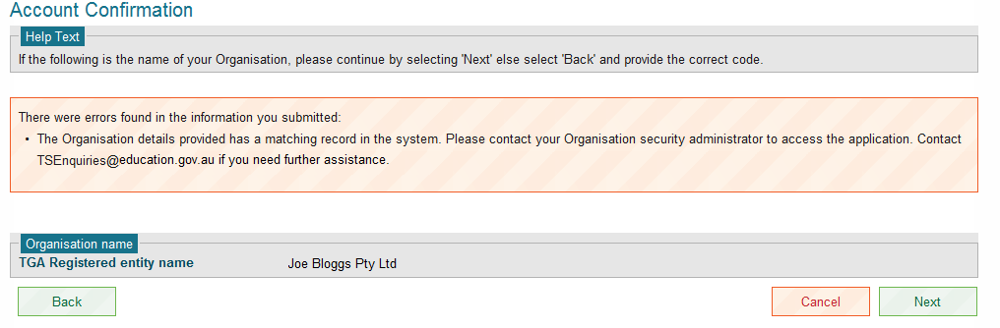 Account Confirmation
Help Text
If the following is the name of your Organisation, please continue by selecting 'Next' else select 'Back' and provide the correct code.
There were errors found in the information you submitted:
• The Organisation details provided has a matching record in the system. Please contact your Organisation security administrator to access the application. Contact
TSEnquiries@education.gov.au if you need further assistance.
Organisation name
TGA Registered entity name Joe Bloggs Pty Ltd
Back Cancel Next